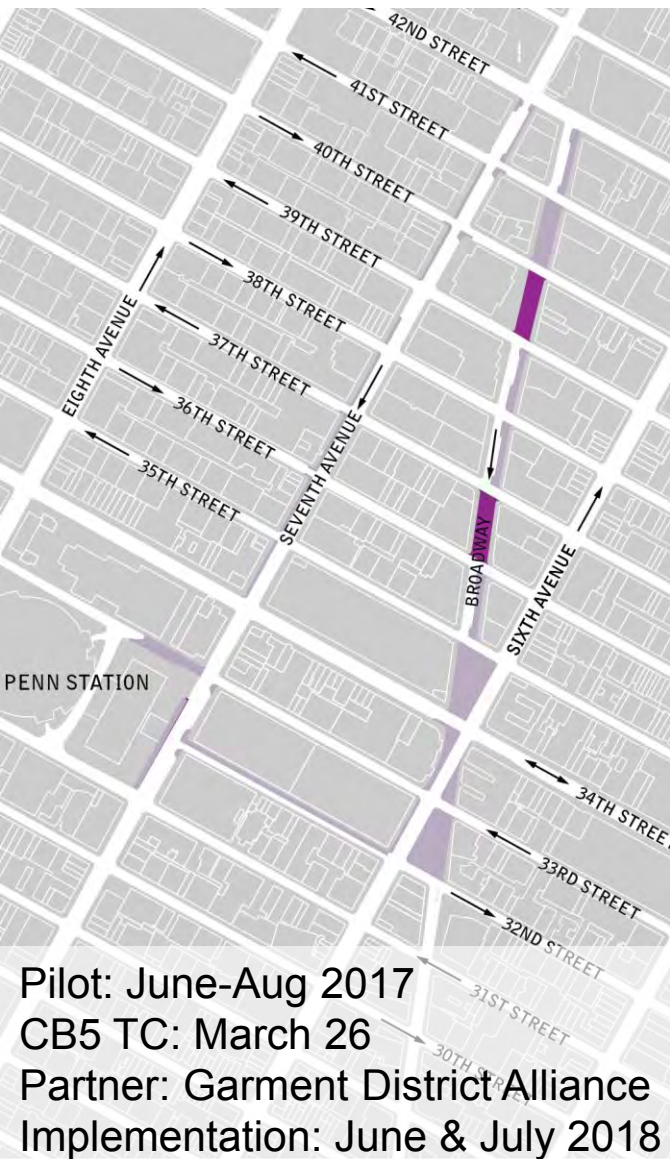 42ND STREET
41ST STREET
40TH STREET
39TH STREET
38TH STREET
37TH STREET
36TH STREET
35TH STREET
EIGHTH AVENUE
SEVENTH AVENUE
BROADWAY
SIXTH AVENUE
PENN STATION
34TH STREET
33RD STREET
32ND STREET
31ST STREET
30TH STREET
Pilot: June-Aug 2017
CB5 TC: March 26
Partner: Garment District Alliance
Implementation: June & July 2018